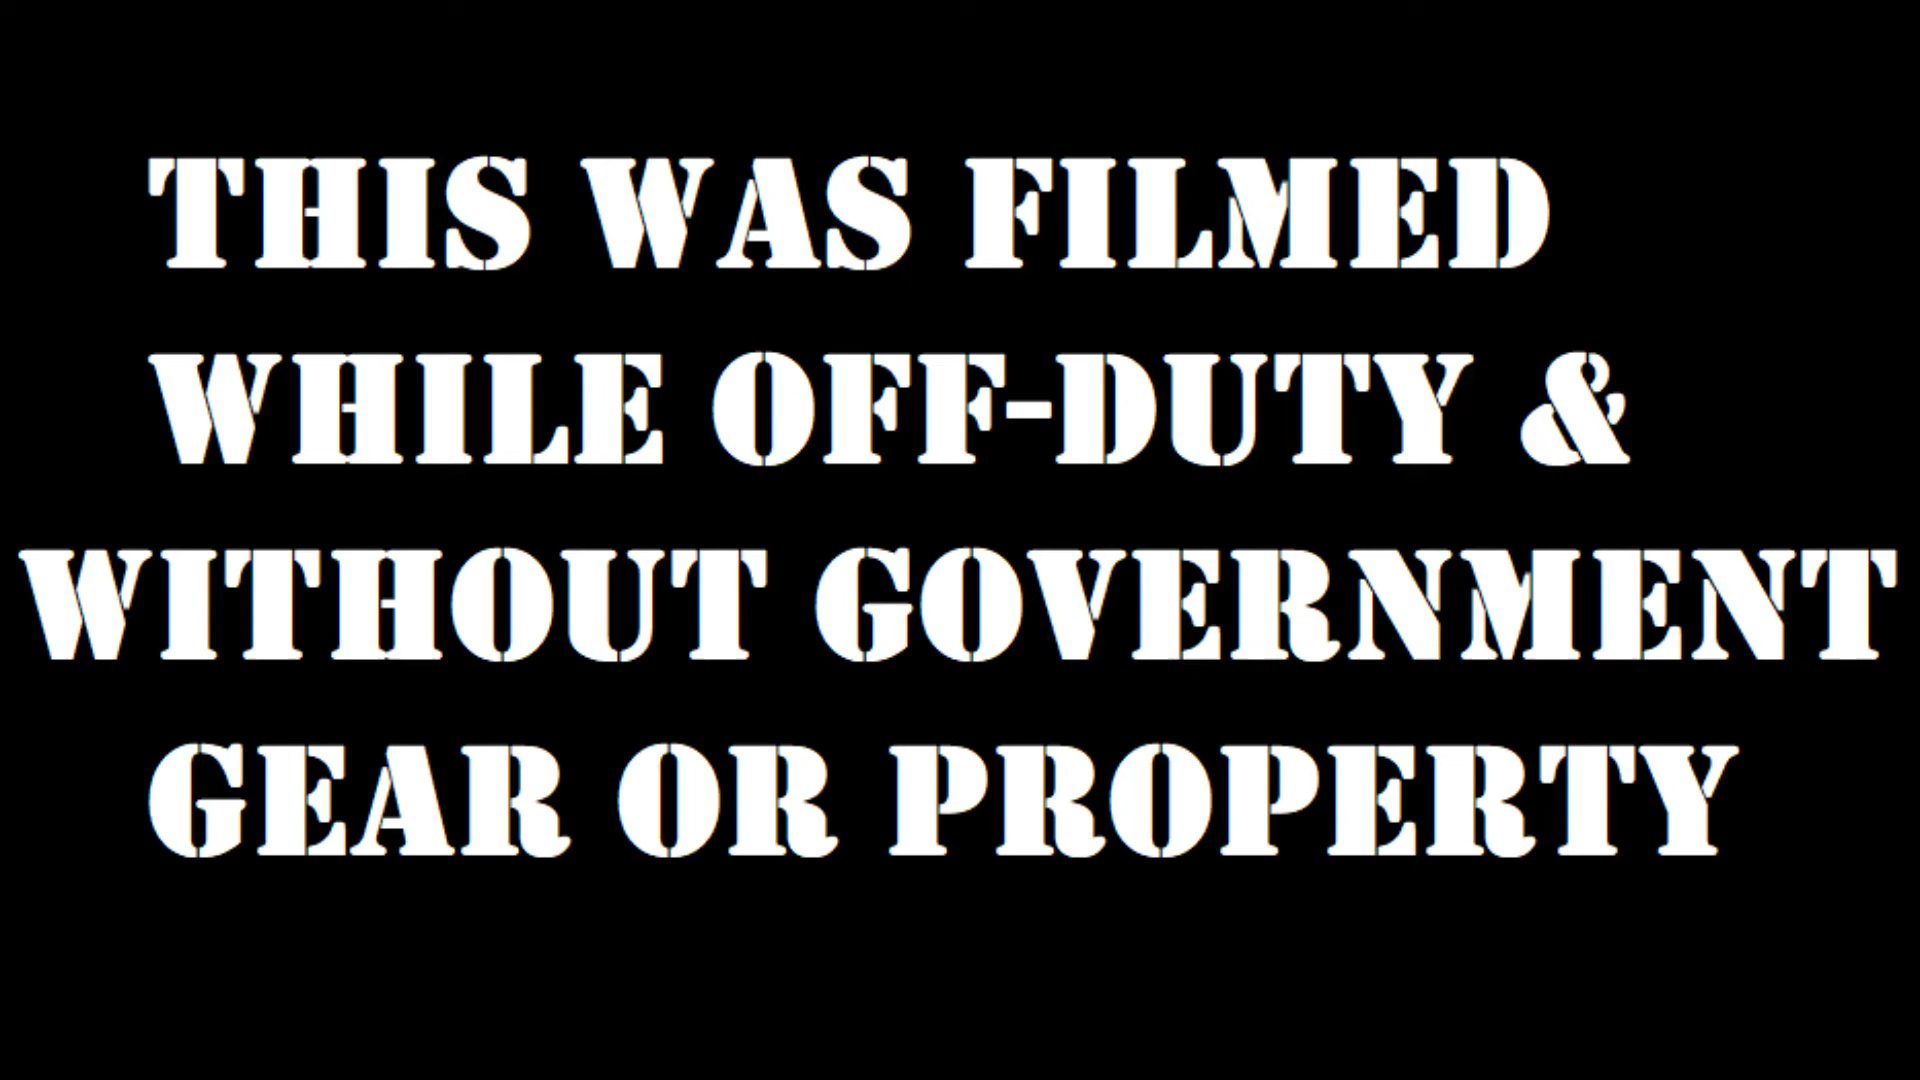 THIS WAS FILMED
WHILE OFF-DUTY &
WITHOUT GOVERNMENT
GEAR OR PROPERTY